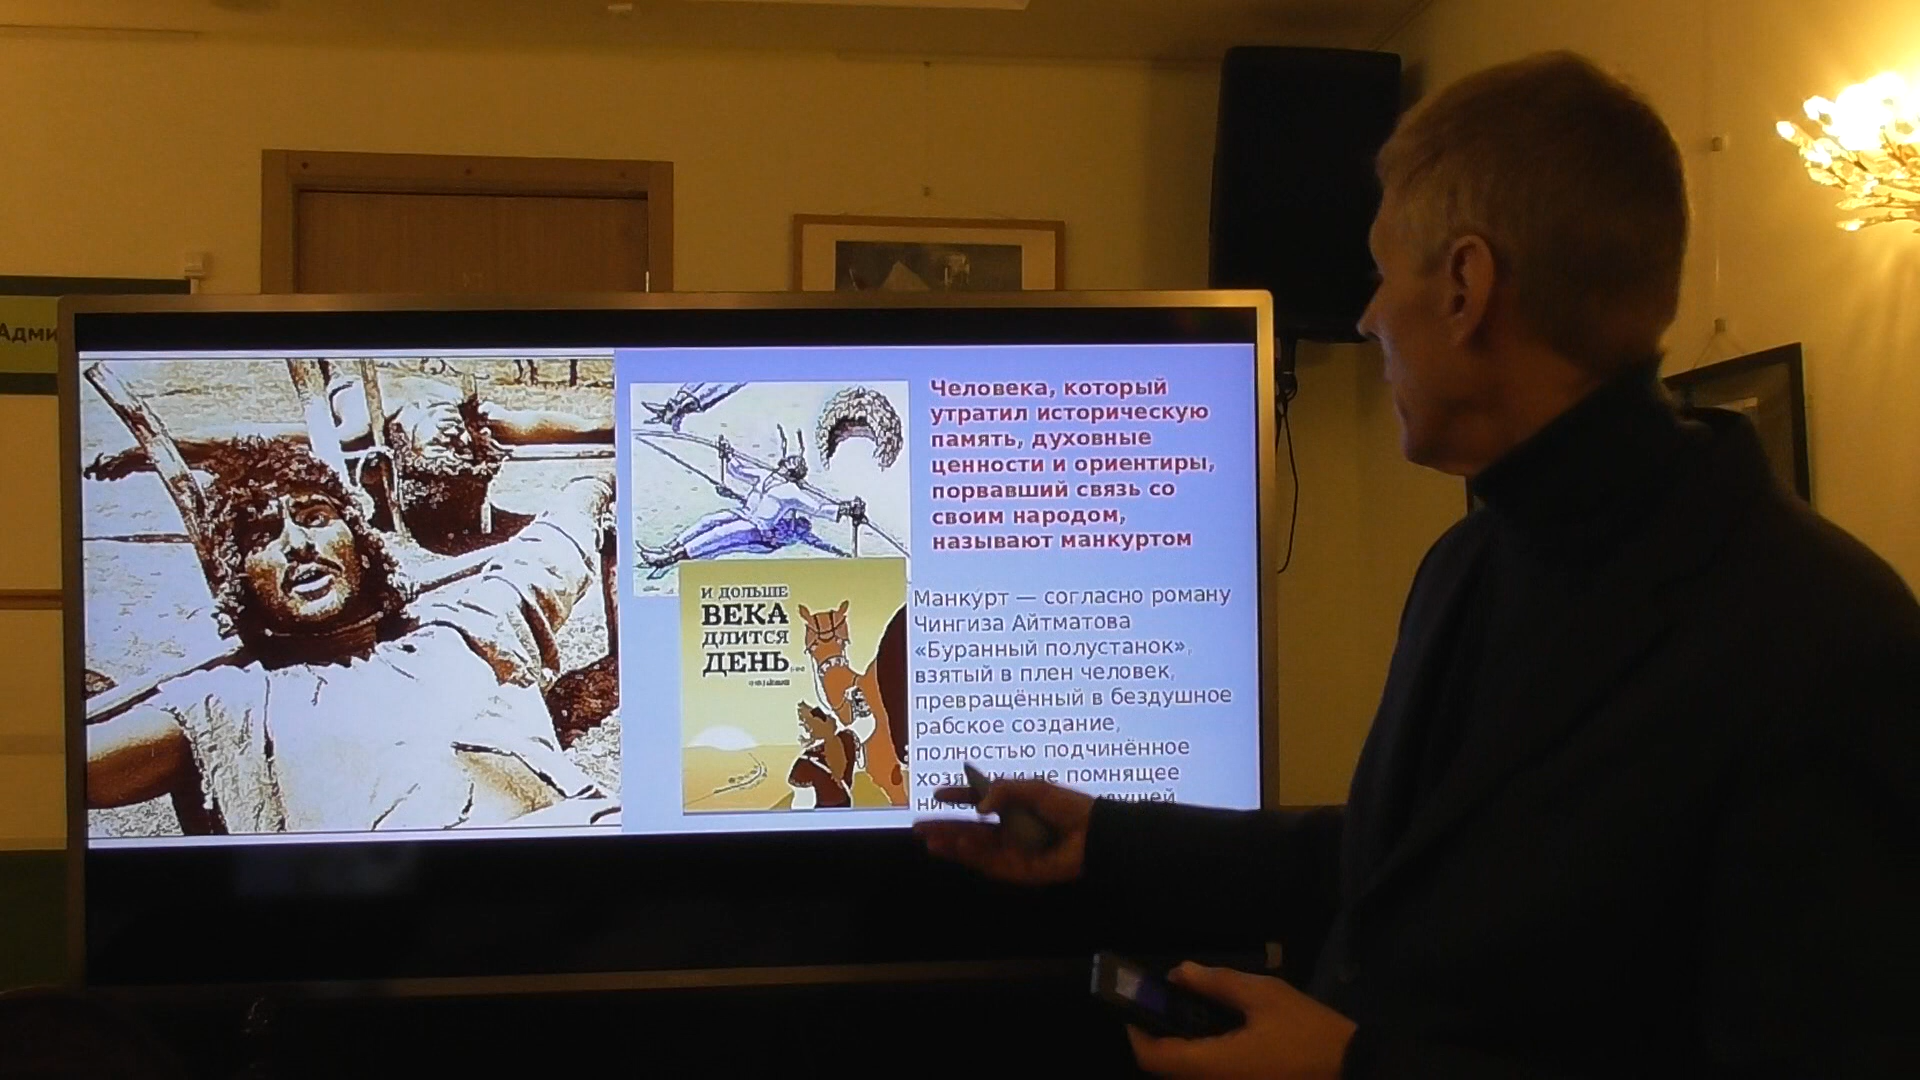 Адми
Человека, который
утратил историческую
память, духовные
ценности и ориентиры,
порвавший связь со
своим народом,
называют манкуртом
И ДОЛЬШЕ
ВЕКА
ДЛИТСЯ
ДЕНЬ...
Манкурт — согласно роману
Чингиза Айтматова
«Буранный полустанок»,
взятый в плен человек,
превращённый в бездушное
рабское создание,
полностью подчинённое
и не помнящее